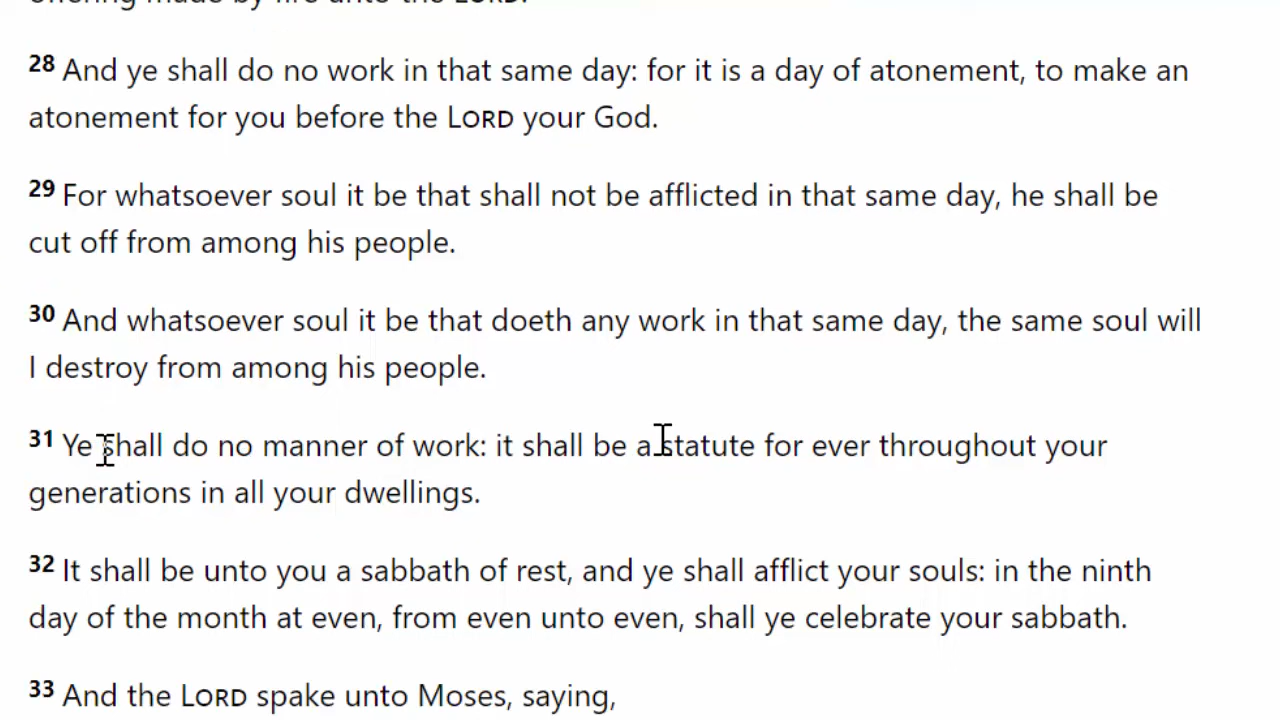 offering made by fire unto the LORD.
28 And ye shall do no work in that same day: for it is a day of atonement, to make an
atonement for you before the LORD your God.
29 For whatsoever soul it be that shall not be afflicted in that same day, he shall be
cut off from among his people.
30 And whatsoever soul it be that doeth any work in that same day, the same soul will
I destroy from among his people.
31 Ye shall do no manner of work: it shall be a statute for ever throughout your
generations in all your dwellings.
32 It shall be unto you a sabbath of rest, and ye shall afflict your souls: in the ninth
day of the month at even, from even unto even, shall ye celebrate your sabbath.
33 And the LORD spake unto Moses, saying,